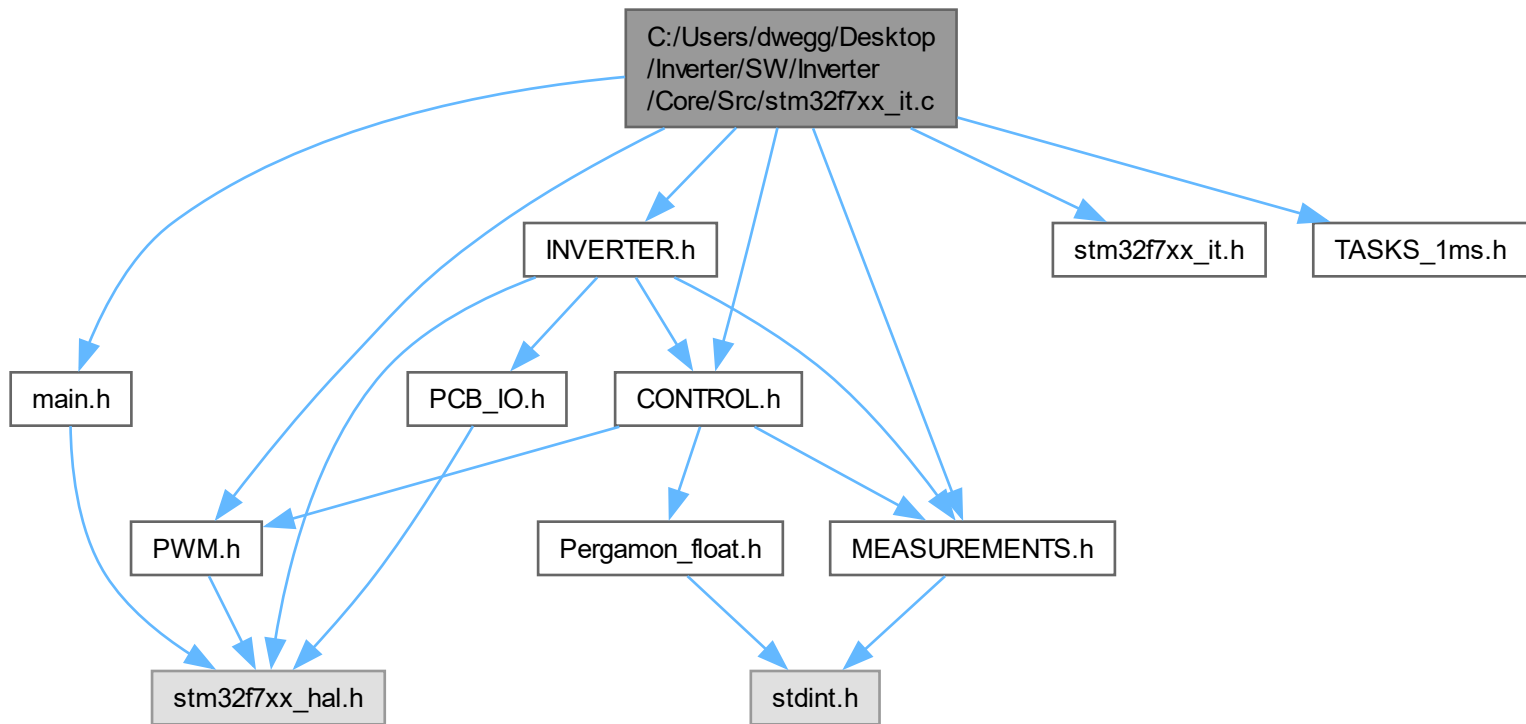 C:/Users/dwegg/Desktop
/Inverter/SW/Inverter
/Core/Src/stm32f7xx_it.c
INVERTER.h
stm32f7xx_it.h
TASKS_1ms.h
main.h
PCB_IO.h
CONTROL.h
PWM.h
Pergamon_float.h
MEASUREMENTS.h
stm32f7xx_hal.h
stdint.h